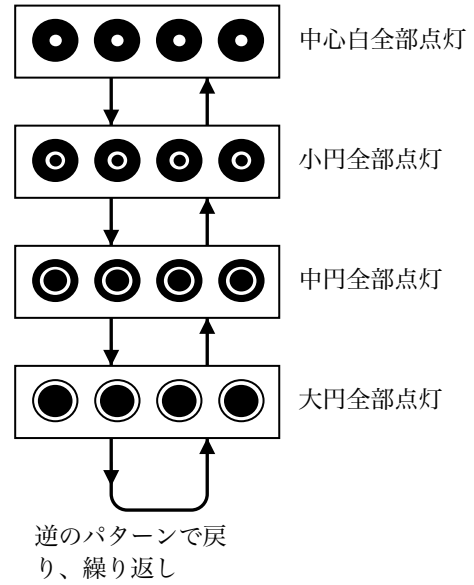 中心白全部点灯
小円全部点灯
中円全部点灯
大円全部点灯
逆のパターンで戻
り、繰り返し